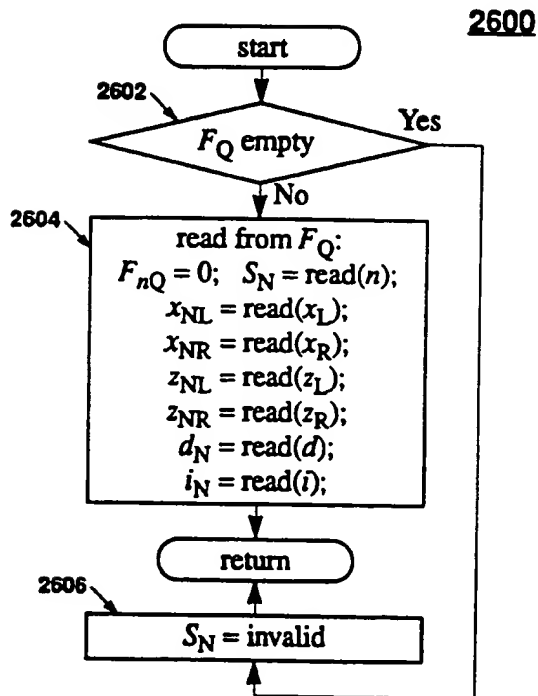 2600
start
2602
F_Q empty
Yes
No
2604
read from F_Q:
F_nQ = 0; S_N = read(n);
x_NL = read(x_L);
x_NR = read(x_R);
z_NL = read(z_L);
z_NR = read(z_R);
d_N = read(d);
i_N = read(i);
return
2606
S_N = invalid